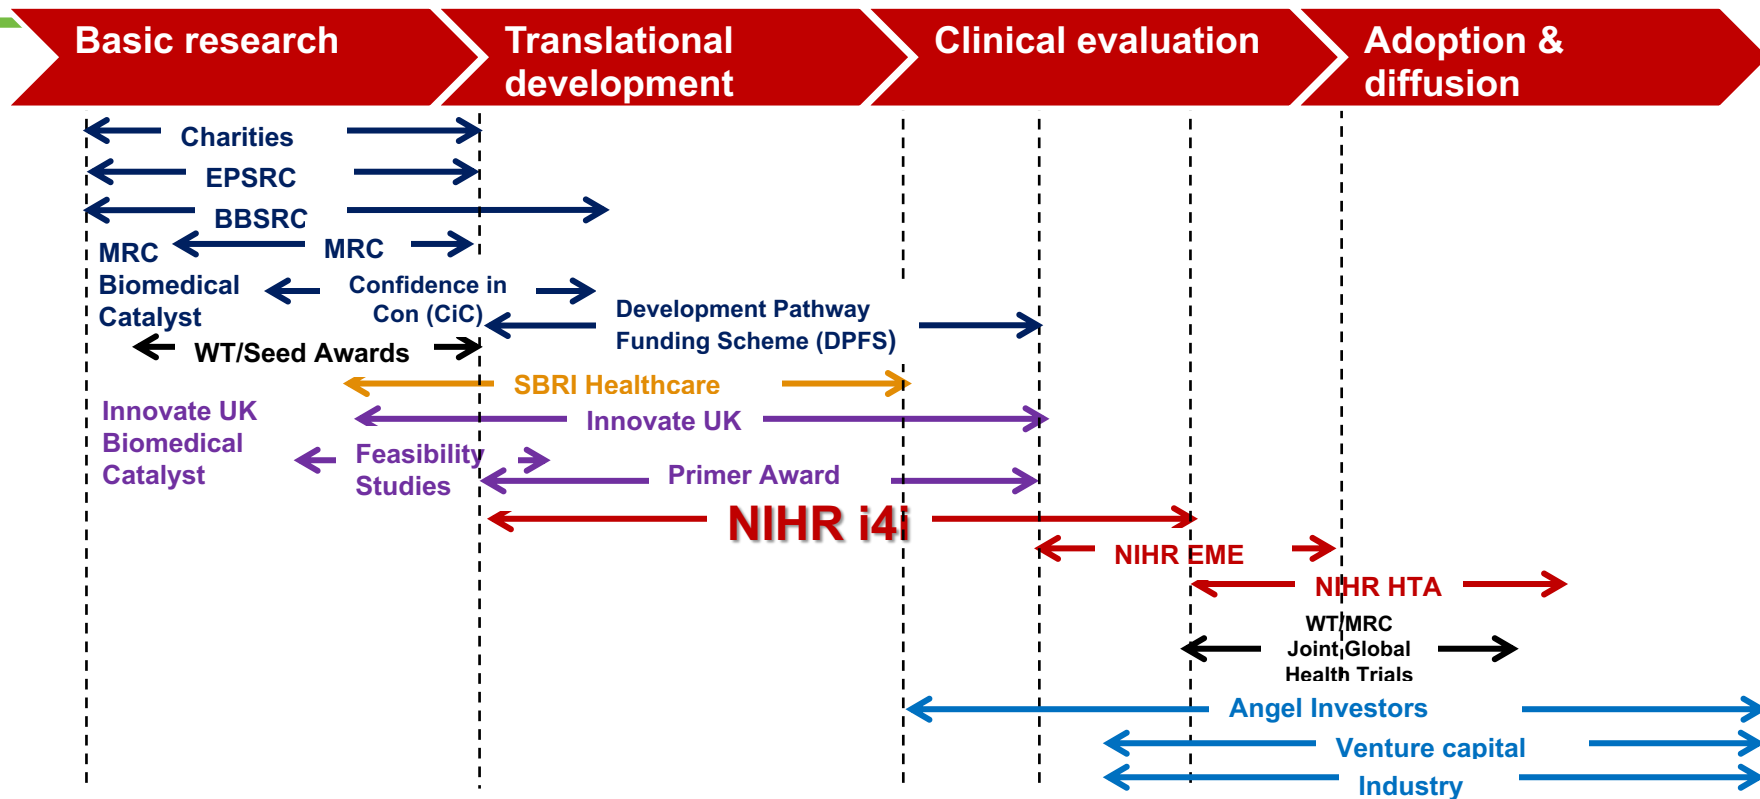 Basic research
Translational
development
Clinical evaluation
Adoption &
diffusion
Charities
EPSRC
BBSRC
MRC
Biomedical
Catalyst
MRC
Confidence in
Con (CiC)
Development Pathway
Funding Scheme (DPFS)
WT/Seed Awards
SBRI Healthcare
Innovate UK
Biomedical
Catalyst
Innovate UK
Feasibility
Studies
Primer Award
NIHR i4i
NIHR EME
NIHR HTA
WT/MRC
Joint Global
Health Trials
Angel Investors
Venture capital
Industry